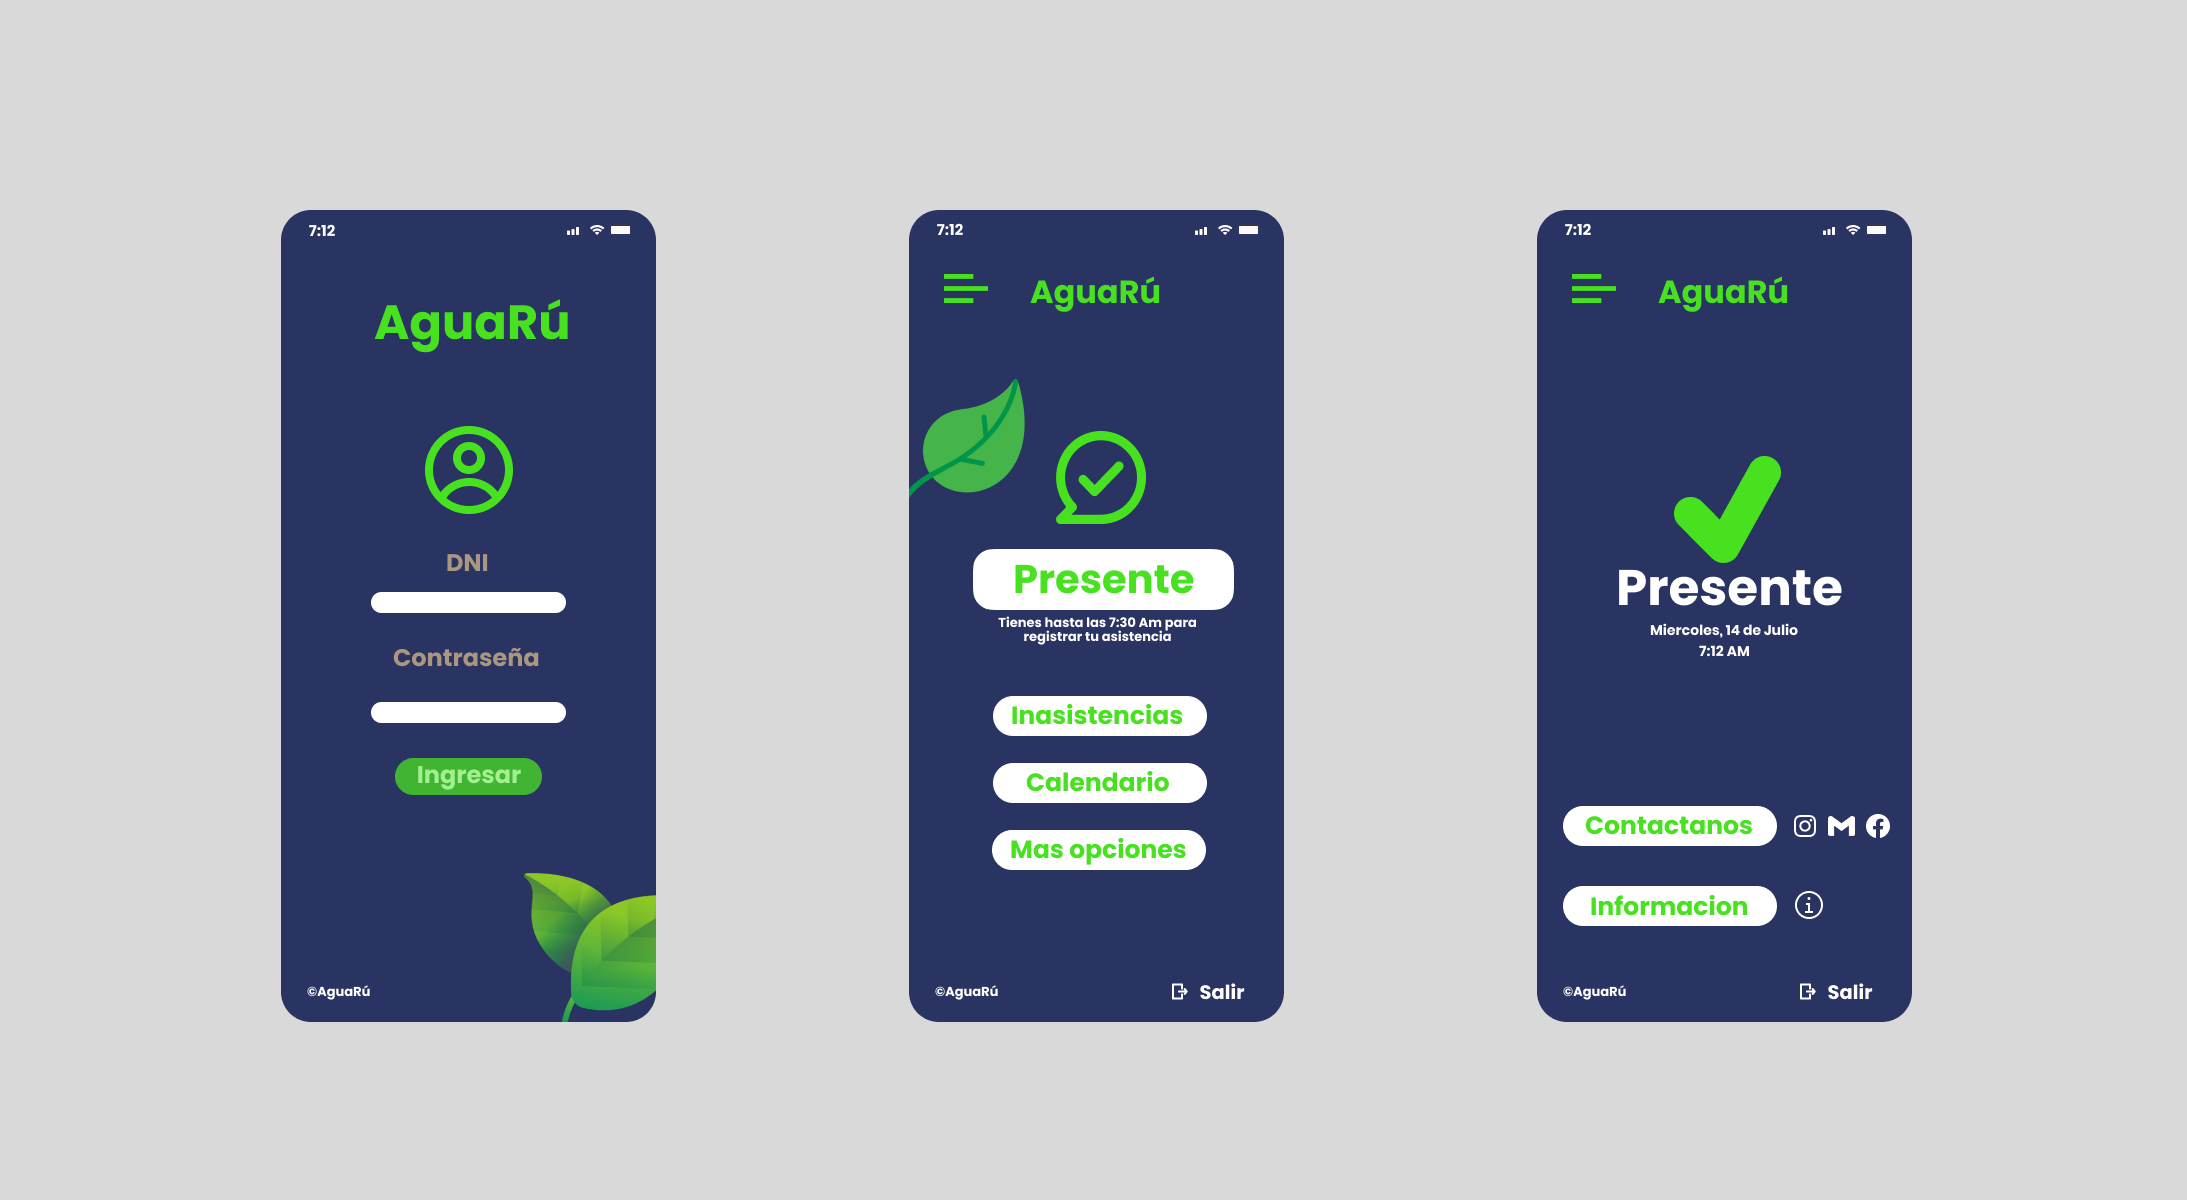 7:12
AguaRú
DNI
Contraseña
Ingresar
©AguaRú
7:12
AguaRú
Presente
Tienes hasta las 7:30 Am para
registrar tu asistencia
Inasistencias
Calendario
Mas opciones
©AguaRú
Salir
7:12
AguaRú
Presente
Miercoles, 14 de Julio
7:12 AM
Contactanos
Informacion
©AguaRú
Salir